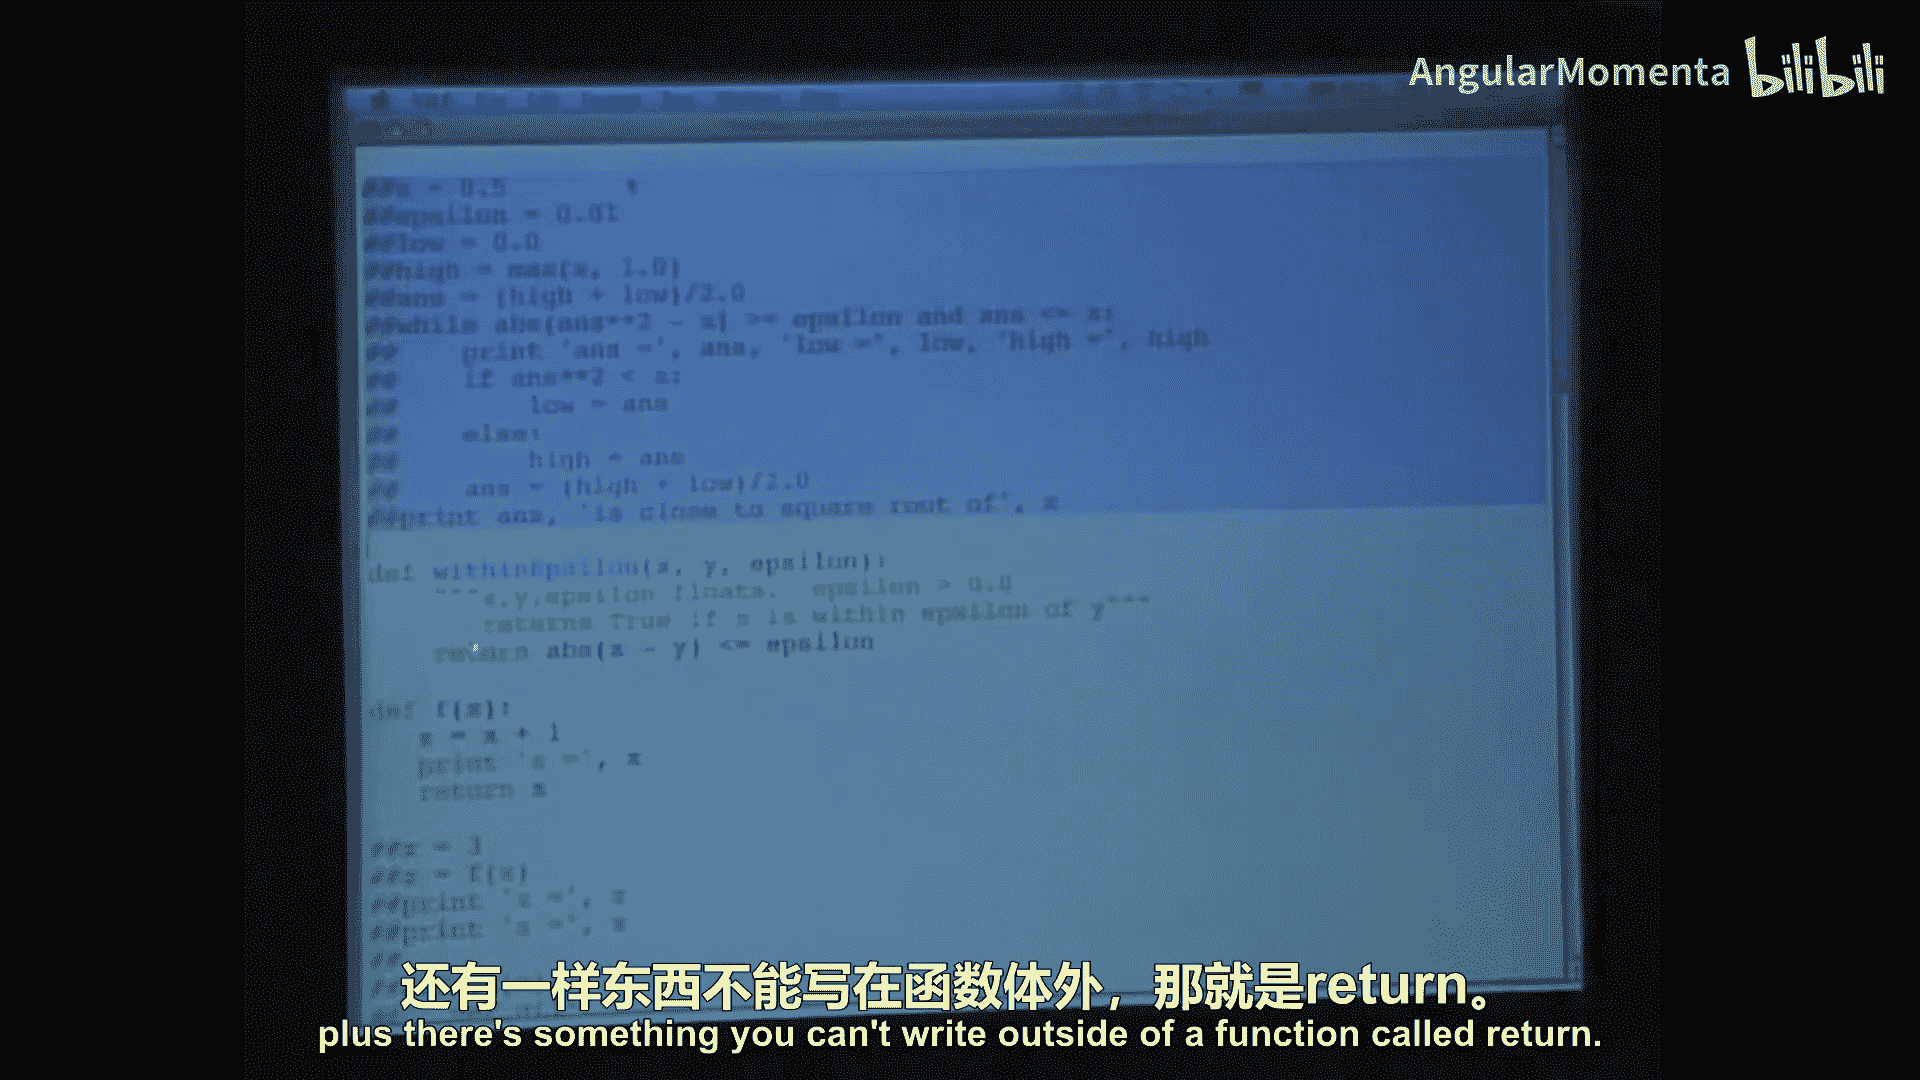 AngularMomenta bilibili
##x = 0.5
##epsilon = 0.01
##low = 0.0
##high = max(x, 1.0)
##ans = (high + low)/2.0
##while abs(ans**2 - x) >= epsilon and ans <= x:
##    print 'ans =', ans, 'low =', low, 'high =', high
##    if ans**2 < x:
##        low = ans
##    else:
##        high = ans
##    ans = (high + low)/2.0
##print ans, 'is close to square root of', x
def withinEpsilon(x, y, epsilon):
"""x,y,epsilon floats.  epsilon > 0.0
returns True if x is within epsilon of y"""
return abs(x - y) <= epsilon
def f(x):
x = x + 1
print 'x =', x
return x
##x = 3
##z = f(x)
##print 'z =', z
##print 'x =', x
##
还有一样东西不能写在函数体外，那就是return。
plus there's something you can't write outside of a function called return.